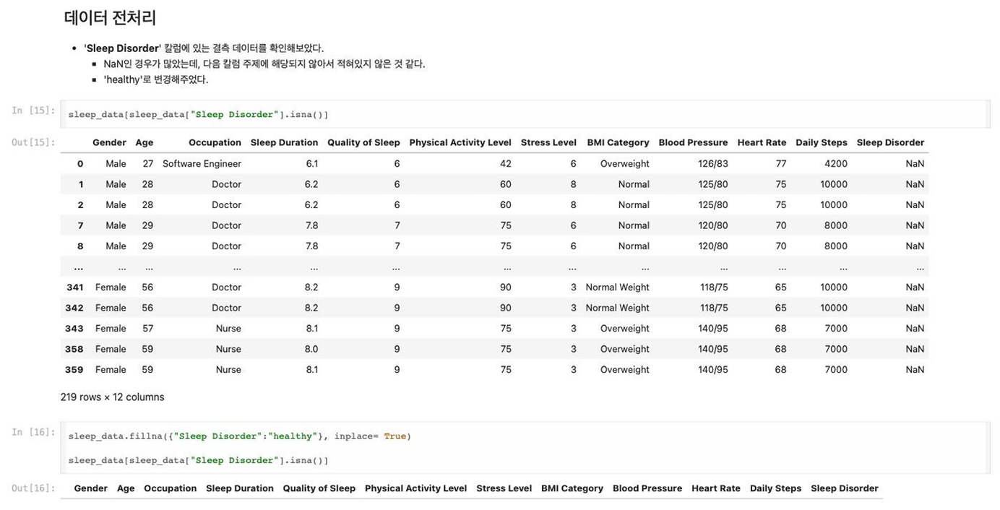 데이터 전처리
• 'Sleep Disorder' 칼럼에 있는 결측 데이터를 확인해보았다.
▪ NaN인 경우가 많았는데, 다음 칼럼 주제에 해당되지 않아서 적혀있지 않은 것 같다.
▪ 'healthy'로 변경해주었다.
In [15]: sleep_data[sleep_data["Sleep Disorder"].isna()]
Out[15]: Gender Age Occupation Sleep Duration Quality of Sleep Physical Activity Level Stress Level BMI Category Blood Pressure Heart Rate Daily Steps Sleep Disorder
0 Male 27 Software Engineer 6.1 6 42 6 Overweight 126/83 77 4200 NaN
1 Male 28 Doctor 6.2 6 60 8 Normal 125/80 75 10000 NaN
2 Male 28 Doctor 6.2 6 60 8 Normal 125/80 75 10000 NaN
7 Male 29 Doctor 7.8 7 75 6 Normal 120/80 70 8000 NaN
8 Male 29 Doctor 7.8 7 75 6 Normal 120/80 70 8000 NaN
... ... ... ... ... ... ... ... ... ... ... ... ...
341 Female 56 Doctor 8.2 9 90 3 Normal Weight 118/75 65 10000 NaN
342 Female 56 Doctor 8.2 9 90 3 Normal Weight 118/75 65 10000 NaN
343 Female 57 Nurse 8.1 9 75 3 Overweight 140/95 68 7000 NaN
358 Female 59 Nurse 8.0 9 75 3 Overweight 140/95 68 7000 NaN
359 Female 59 Nurse 8.1 9 75 3 Overweight 140/95 68 7000 NaN
219 rows × 12 columns
In [16]: sleep_data.fillna({"Sleep Disorder":"healthy"}, inplace= True)
sleep_data[sleep_data["Sleep Disorder"].isna()]
Out[16]: Gender Age Occupation Sleep Duration Quality of Sleep Physical Activity Level Stress Level BMI Category Blood Pressure Heart Rate Daily Steps Sleep Disorder